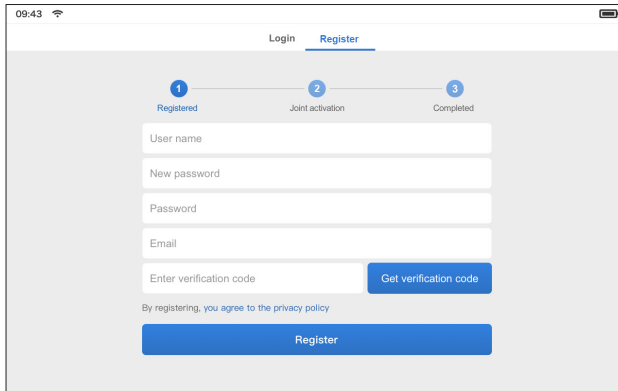 09:43
Login Register
1 2 3
Registered Joint activation Completed
User name
New password
Password
Email
Enter verification code Get verification code
By registering, you agree to the privacy policy
Register